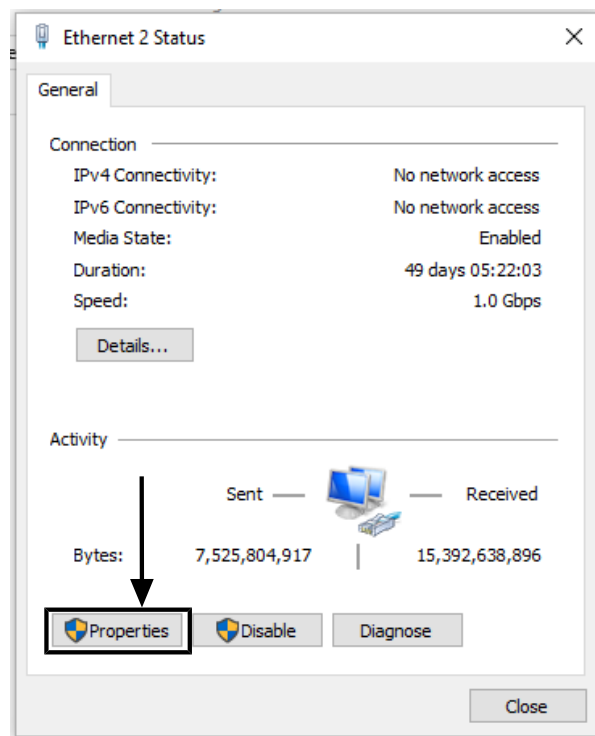 Ethernet 2 Status
General
Connection
IPv4 Connectivity: No network access
IPv6 Connectivity: No network access
Media State: Enabled
Duration: 49 days 05:22:03
Speed: 1.0 Gbps
Details...
Activity
Sent Received
Bytes: 7,525,804,917 15,392,638,896
Properties Disable Diagnose
Close